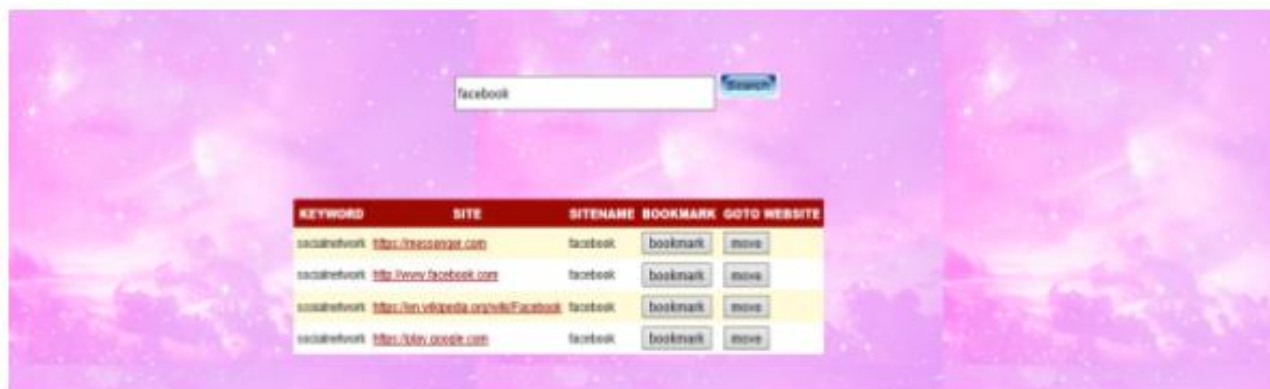 facebook Search
KEYWORD SITE SITENAME BOOKMARK GOTO WEBSITE
socialnetwork https://messenger.com facebook bookmark move
socialnetwork http://www.facebook.com facebook bookmark move
socialnetwork https://en.wikipedia.org/wiki/Facebook facebook bookmark move
socialnetwork https://play.google.com facebook bookmark move